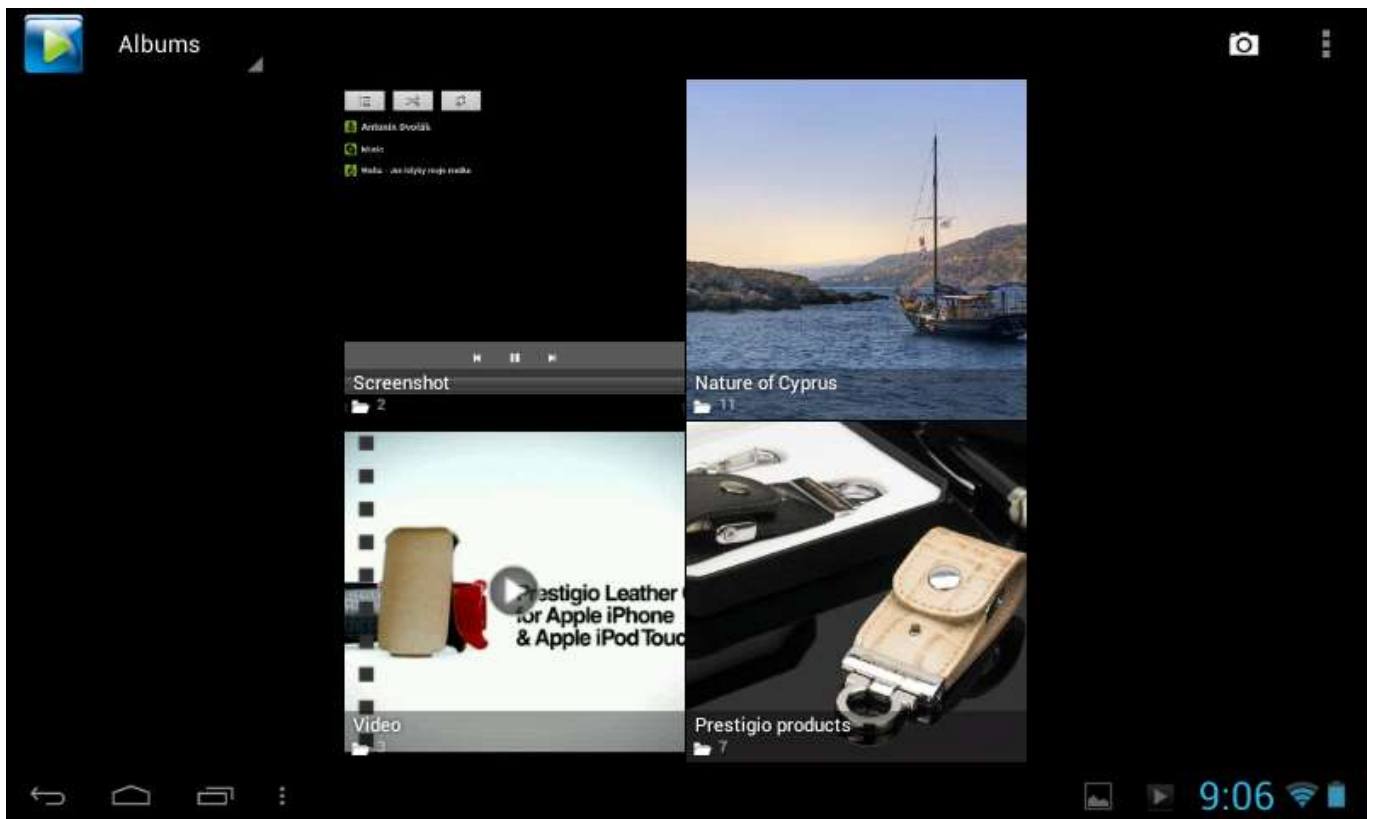 Albums
Antonín Dvořák
Music
Screenshot
2
Nature of Cyprus
11
Prestigio Leather
for Apple iPhone
& Apple iPod Touc
Video
3
Prestigio products
7
9:06